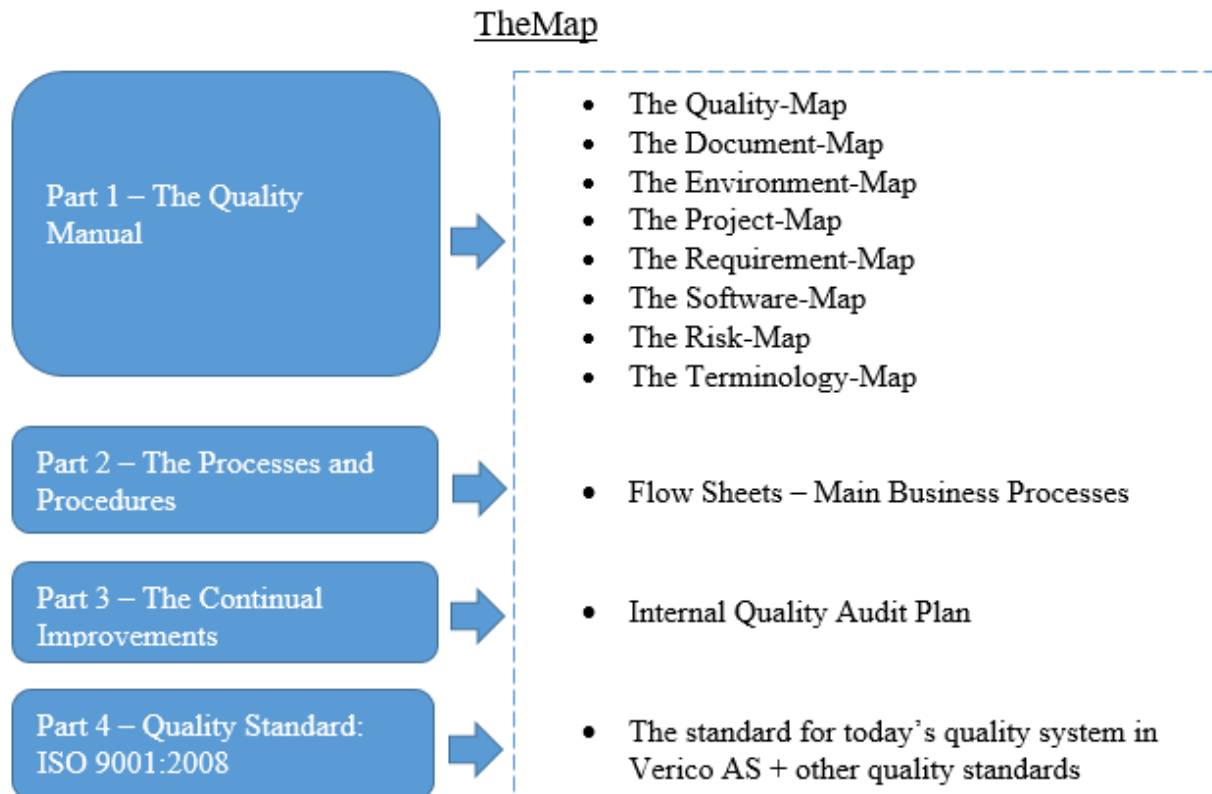 TheMap
Part 1 – The Quality
Manual
• The Quality-Map
• The Document-Map
• The Environment-Map
• The Project-Map
• The Requirement-Map
• The Software-Map
• The Risk-Map
• The Terminology-Map
Part 2 – The Processes and
Procedures
• Flow Sheets – Main Business Processes
Part 3 – The Continual
Improvements
• Internal Quality Audit Plan
Part 4 – Quality Standard:
ISO 9001:2008
• The standard for today’s quality system in
Verico AS + other quality standards